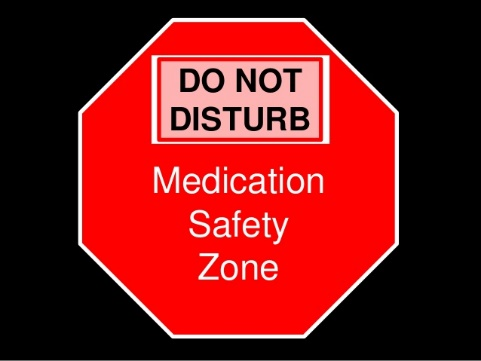 DO NOT
DISTURB
Medication
Safety
Zone